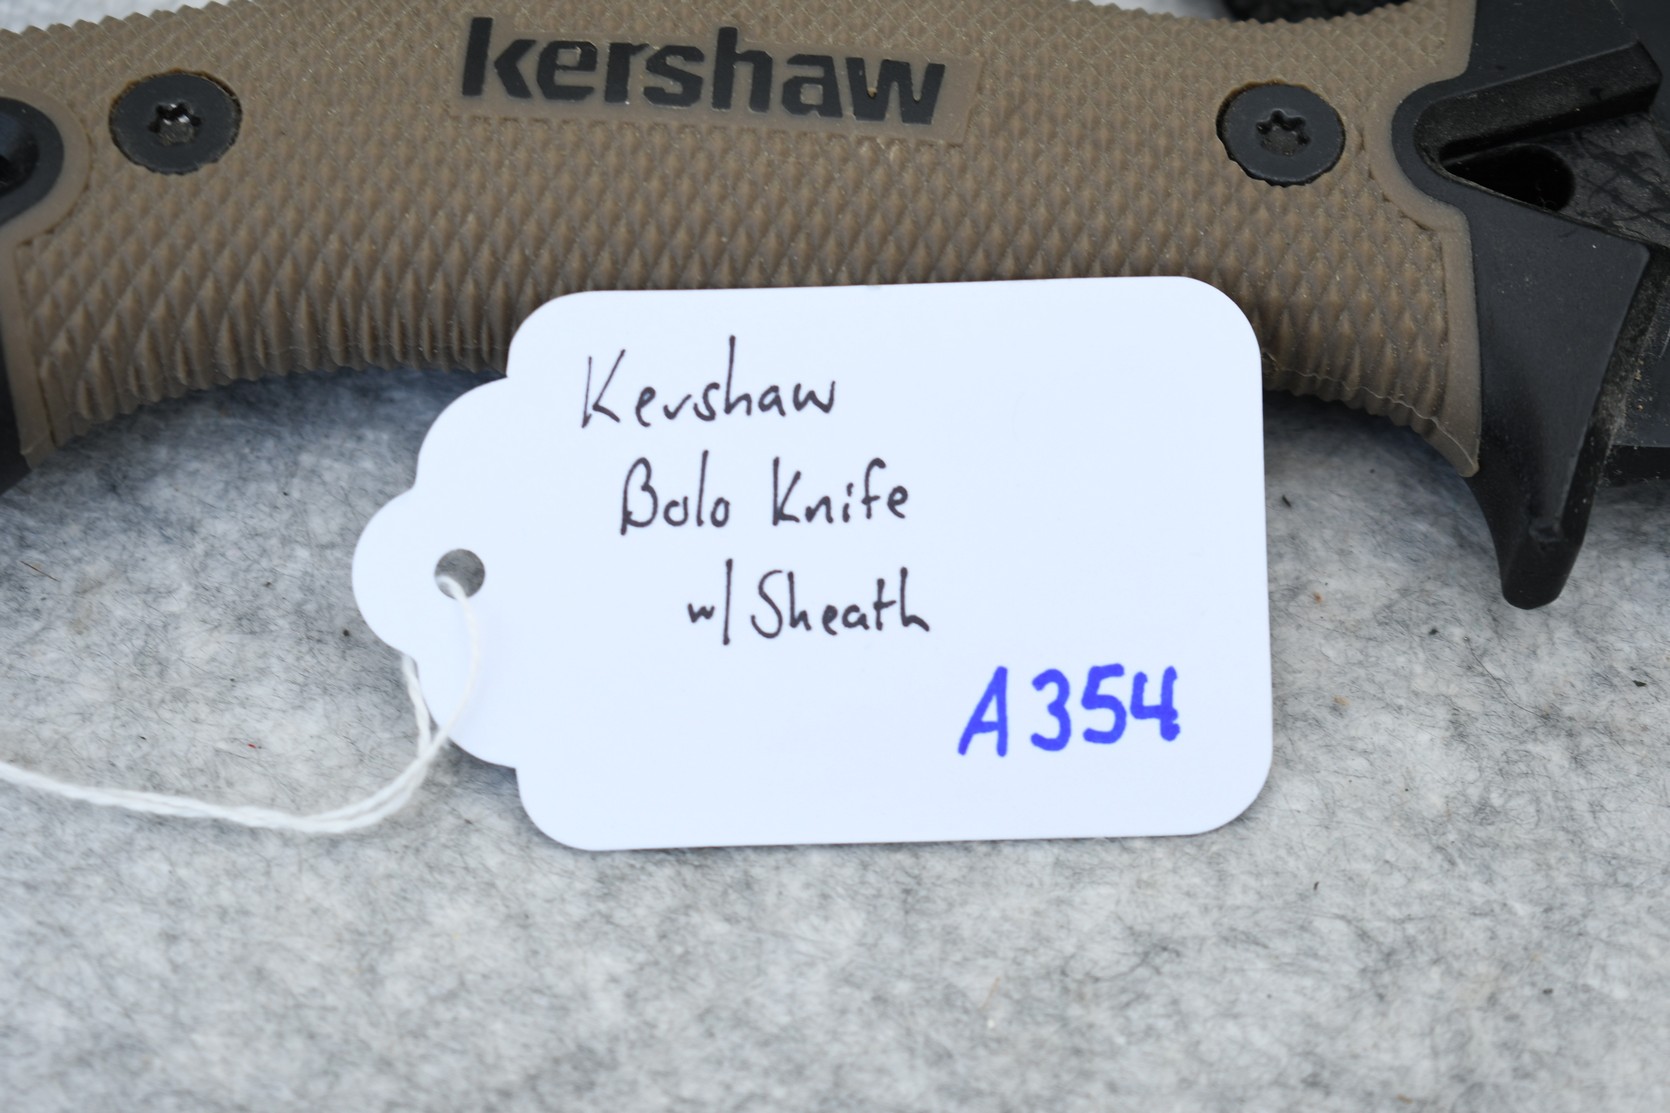 kershaw
Kershaw
Bolo Knife
w/ Sheath
A354